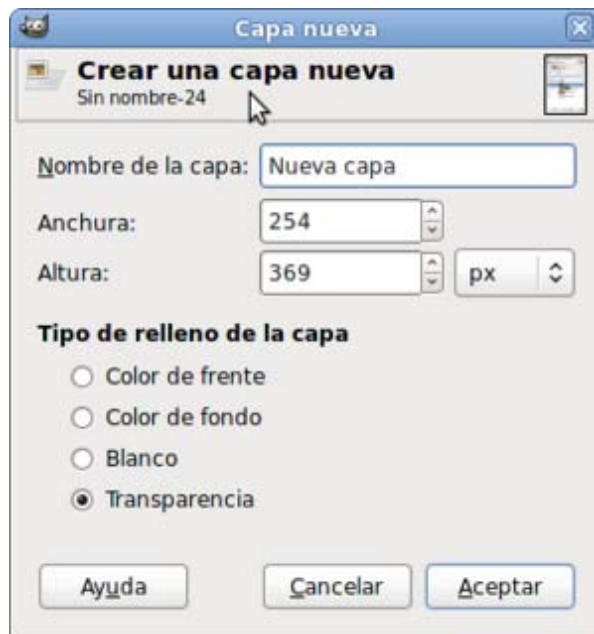 Capa nueva
Crear una capa nueva
Sin nombre-24
Nombre de la capa: Nueva capa
Anchura: 254
Altura: 369 px
Tipo de relleno de la capa
Color de frente
Color de fondo
Blanco
Transparencia
Ayuda Cancelar Aceptar